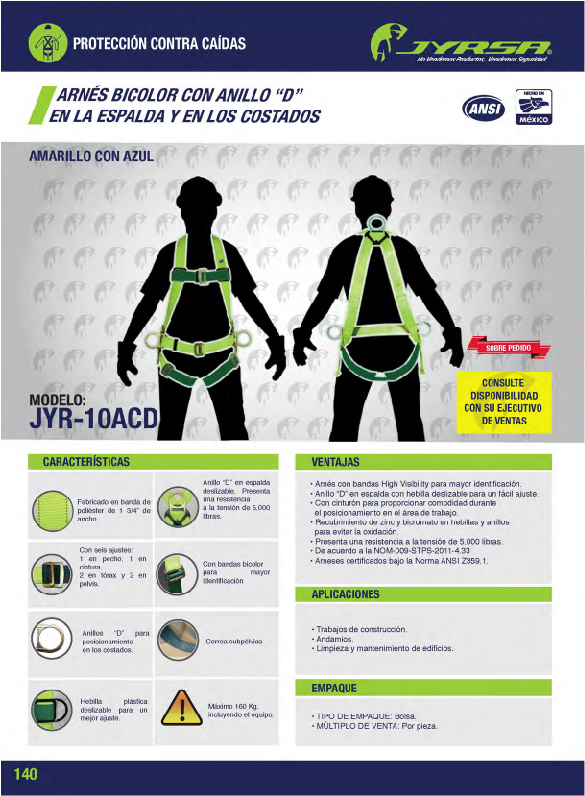 PROTECCIÓN CONTRA CAÍDAS
JYRSA®
No Vendemos Productos, Vendemos Seguridad
ARNÉS BICOLOR CON ANILLO "D"
EN LA ESPALDA Y EN LOS COSTADOS
ANSI
HECHO EN
MÉXICO
AMARILLO CON AZUL
SOBRE PEDIDO
CONSULTE
DISPONIBILIDAD
CON SU EJECUTIVO
DE VENTAS
MODELO:
JYR-10ACD
CARACTERÍSTICAS
Fabricado en banda de
poliéster de 1 3/4" de
ancho.
Anillo "D" en espalda
deslizable. Presenta
una resistencia
a la tensión de 5,000
libras.
Con seis ajustes:
1 en pecho, 1 en
cintura,
2 en tórax y 2 en
pelvis.
Con bandas bicolor
para mayor
identificación
Anillos "D" para
posicionamiento
en los costados.
Correa subpélvica
Hebilla plástica
deslizable para un
mejor ajuste.
Máximo 160 Kg.
incluyendo el equipo.
VENTAJAS
• Arnés con bandas High Visibility para mayor identificación.
• Anillo "D" en espalda con hebilla deslizable para un fácil ajuste.
• Con cinturón para proporcionar comodidad durante
el posicionamiento en el área de trabajo.
• Recubrimiento de zinc y bicromato en hebillas y anillos
para evitar la oxidación.
• Presenta una resistencia a la tensión de 5,000 libras.
• De acuerdo a la NOM-009-STPS-2011-4.33
• Arneses certificados bajo la Norma ANSI Z359.1.
APLICACIONES
• Trabajos de construcción.
• Andamios.
• Limpieza y mantenimiento de edificios.
EMPAQUE
• TIPO DE EMPAQUE: Bolsa.
• MÚLTIPLO DE VENTA: Por pieza.
140